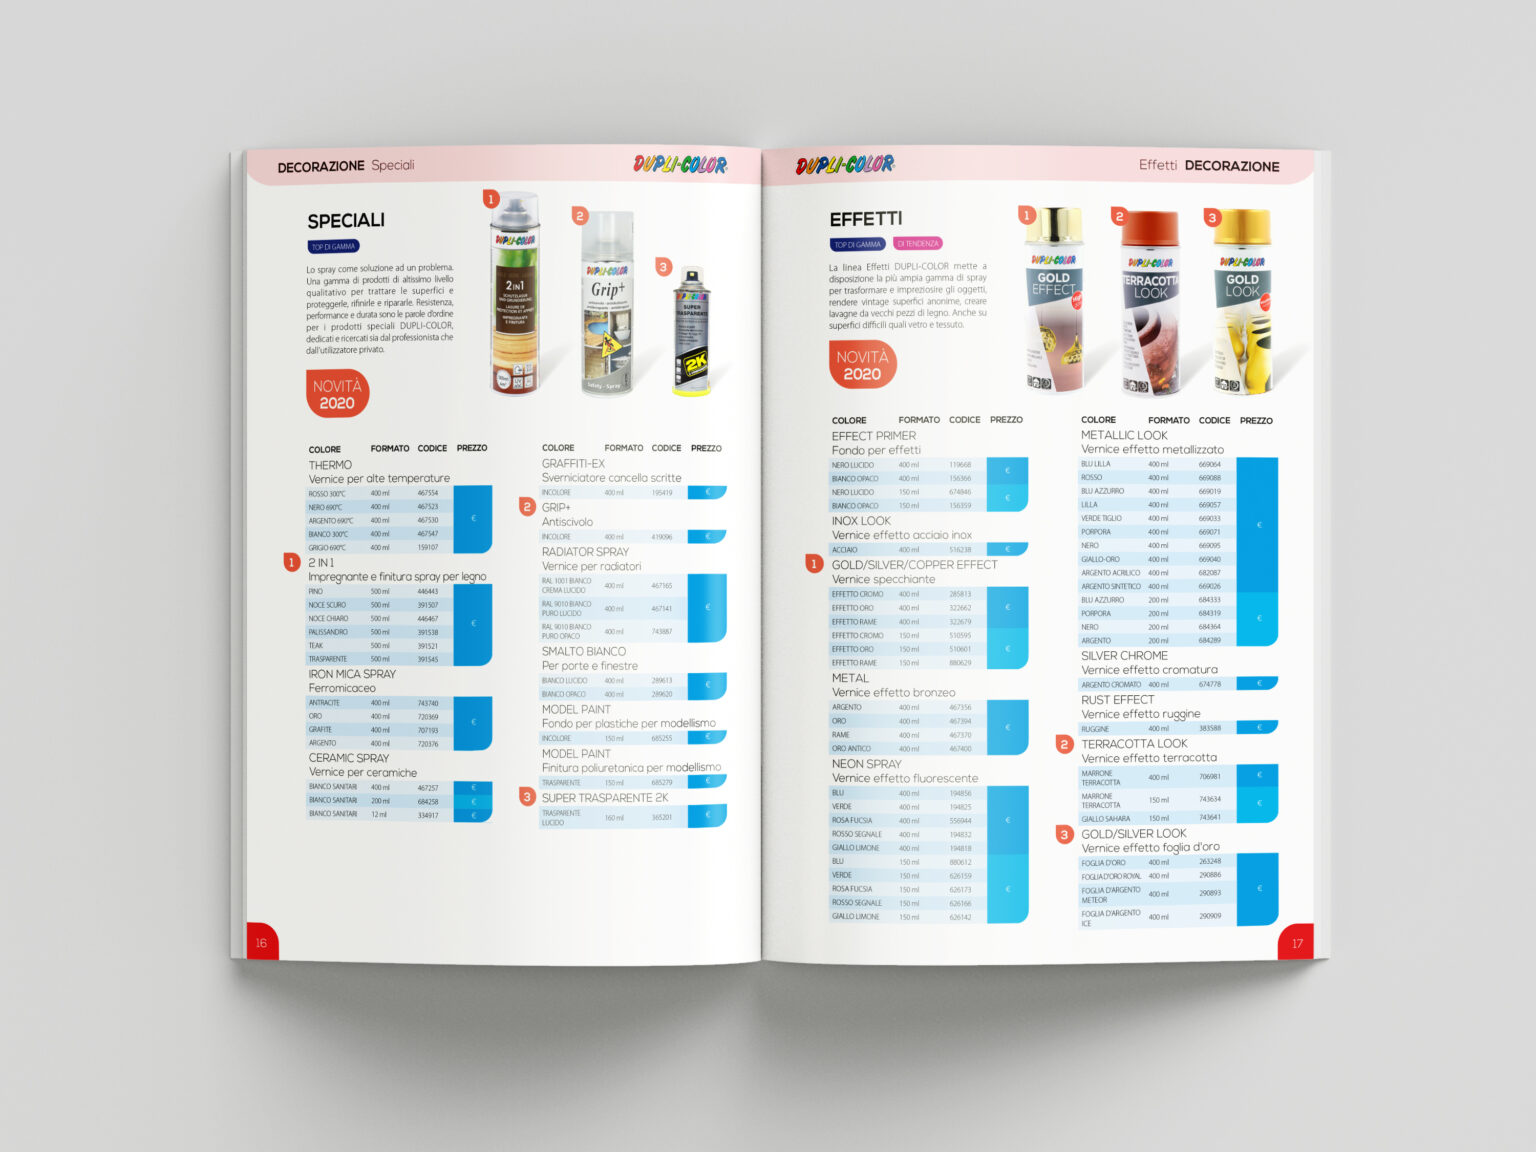 DECORAZIONE Speciali
DUPLI-COLOR
SPECIALI
TOP DI GAMMA
Lo spray come soluzione ad un problema.
Una gamma di prodotti di altissimo livello
qualitativo per trattare le superfici e
proteggerle, rifinirle e ripararle. Resistenza,
performance e durata sono le parole d'ordine
per i prodotti speciali DUPLI-COLOR,
dedicati e ricercati sia dal professionista che
dall'utilizzatore privato.
NOVITÀ
2020
1
DUPLI-COLOR
2 IN 1
2
DUPLI-COLOR
Grip+
Safety - Spray
3
DUPLI-COLOR
SUPER
TRASPARENTE
2K
COLORE FORMATO CODICE PREZZO
THERMO
Vernice per alte temperature
ROSSO 300°C 400 ml 467554
NERO 690°C 400 ml 467523
ARGENTO 690°C 400 ml 467530
BIANCO 300°C 400 ml 467547
GRIGIO 690°C 400 ml 159107
€
1 2 IN 1
Impregnante e finitura spray per legno
PINO 500 ml 446443
NOCE SCURO 500 ml 391507
NOCE CHIARO 500 ml 446467
PALISSANDRO 500 ml 391538
TEAK 500 ml 391521
TRASPARENTE 500 ml 391545
€
IRON MICA SPRAY
Ferromicaceo
ANTRACITE 400 ml 743740
ORO 400 ml 720369
GRAFITE 400 ml 707193
ARGENTO 400 ml 720376
€
CERAMIC SPRAY
Vernice per ceramiche
BIANCO SANITARI 400 ml 467257 €
BIANCO SANITARI 200 ml 684258 €
BIANCO SANITARI 12 ml 334917 €
COLORE FORMATO CODICE PREZZO
GRAFFITI-EX
Sverniciatore cancella scritte
INCOLORE 400 ml 195419 €
2 GRIP+
Antiscivolo
INCOLORE 400 ml 419096 €
RADIATOR SPRAY
Vernice per radiatori
RAL 1001 BIANCO
CREMA LUCIDO 400 ml 467165
RAL 9010 BIANCO
PURO LUCIDO 400 ml 467141
RAL 9010 BIANCO
PURO OPACO 400 ml 743887
€
SMALTO BIANCO
Per porte e finestre
BIANCO LUCIDO 400 ml 289613
BIANCO OPACO 400 ml 289620
€
MODEL PAINT
Fondo per plastiche per modellismo
INCOLORE 150 ml 685255 €
MODEL PAINT
Finitura poliuretanica per modellismo
TRASPARENTE 150 ml 685279 €
3 SUPER TRASPARENTE 2K
TRASPARENTE
LUCIDO 160 ml 365201 €
16
DUPLI-COLOR
Effetti DECORAZIONE
EFFETTI
TOP DI GAMMA DI TENDENZA
La linea Effetti DUPLI-COLOR mette a
disposizione la più ampia gamma di spray
per trasformare e impreziosire gli oggetti,
rendere vintage superfici anonime, creare
lavagne da vecchi pezzi di legno. Anche su
superfici difficili quali vetro e tessuto.
NOVITÀ
2020
1
DUPLI-COLOR
GOLD
EFFECT
2
DUPLI-COLOR
TERRACOTTA
LOOK
3
DUPLI-COLOR
GOLD
LOOK
COLORE FORMATO CODICE PREZZO
EFFECT PRIMER
Fondo per effetti
NERO LUCIDO 400 ml 119668
BIANCO OPACO 400 ml 156366
€
NERO LUCIDO 150 ml 674846
BIANCO OPACO 150 ml 156359
€
INOX LOOK
Vernice effetto acciaio inox
ACCIAIO 400 ml 516238 €
1 GOLD/SILVER/COPPER EFFECT
Vernice specchiante
EFFETTO CROMO 400 ml 285813
EFFETTO ORO 400 ml 322662
EFFETTO RAME 400 ml 322679
€
EFFETTO CROMO 150 ml 510595
EFFETTO ORO 150 ml 510601
EFFETTO RAME 150 ml 880629
€
METAL
Vernice effetto bronzeo
ARGENTO 400 ml 467356
ORO 400 ml 467394
RAME 400 ml 467370
ORO ANTICO 400 ml 467400
€
NEON SPRAY
Vernice effetto fluorescente
BLU 400 ml 194856
VERDE 400 ml 194825
ROSA FUCSIA 400 ml 556944
ROSSO SEGNALE 400 ml 194832
GIALLO LIMONE 400 ml 194818
€
BLU 150 ml 880612
VERDE 150 ml 626159
ROSA FUCSIA 150 ml 626173
ROSSO SEGNALE 150 ml 626166
GIALLO LIMONE 150 ml 626142
€
COLORE FORMATO CODICE PREZZO
METALLIC LOOK
Vernice effetto metallizzato
BLU LILLA 400 ml 669064
ROSSO 400 ml 669088
BLU AZZURRO 400 ml 669019
LILLA 400 ml 669057
VERDE TIGLIO 400 ml 669033
PORPORA 400 ml 669071
NERO 400 ml 669095
GIALLO-ORO 400 ml 669040
ARGENTO ACRILICO 400 ml 682087
ARGENTO SINTETICO 400 ml 669026
€
BLU AZZURRO 200 ml 684333
PORPORA 200 ml 684319
NERO 200 ml 684364
ARGENTO 200 ml 684289
€
SILVER CHROME
Vernice effetto cromatura
ARGENTO CROMATO 400 ml 674778 €
RUST EFFECT
Vernice effetto ruggine
RUGGINE 400 ml 383588 €
2 TERRACOTTA LOOK
Vernice effetto terracotta
MARRONE
TERRACOTTA 400 ml 706981 €
MARRONE
TERRACOTTA 150 ml 743634
GIALLO SAHARA 150 ml 743641
€
3 GOLD/SILVER LOOK
Vernice effetto foglia d'oro
FOGLIA D'ORO 400 ml 263248
FOGLIA D'ORO ROYAL 400 ml 290886
FOGLIA D'ARGENTO
METEOR 400 ml 290893
FOGLIA D'ARGENTO
ICE 400 ml 290909
€
17